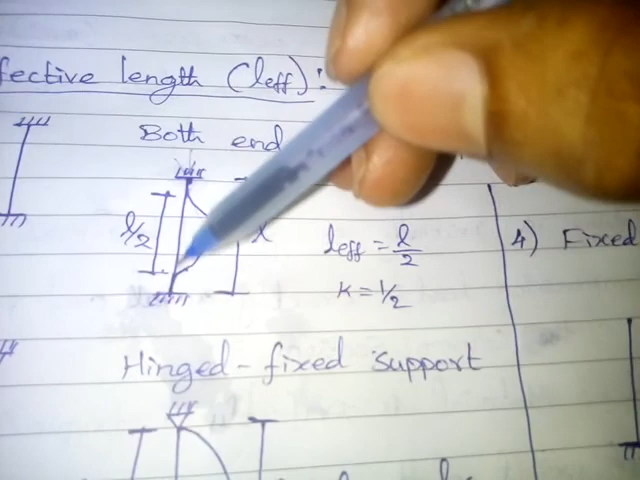 fective length (leff):
Both end
l/2
l
leff = l/2
K = 1/2
4) Fixed
Hinged-fixed support